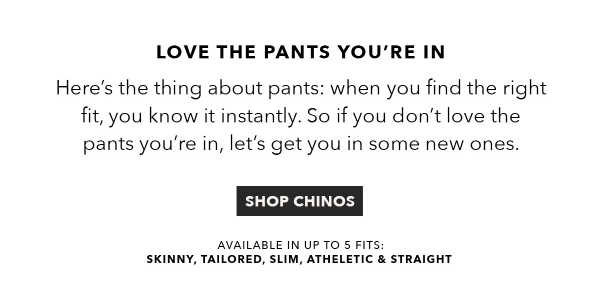 LOVE THE PANTS YOU’RE IN
Here’s the thing about pants: when you find the right
fit, you know it instantly. So if you don’t love the
pants you’re in, let’s get you in some new ones.
SHOP CHINOS
AVAILABLE IN UP TO 5 FITS:
SKINNY, TAILORED, SLIM, ATHELETIC & STRAIGHT